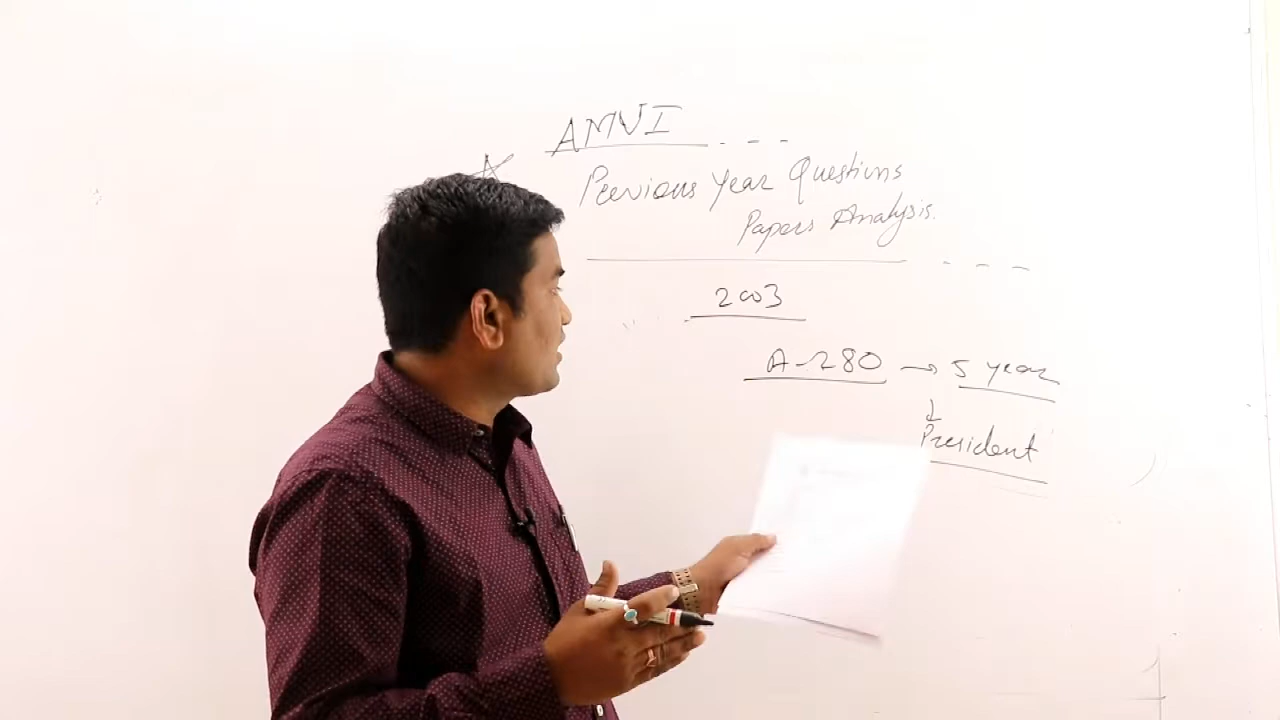 AMVI - - -
Previous Year Questions
Papers Analysis.
- - -
2003
A-280 → 5 year
↓
President